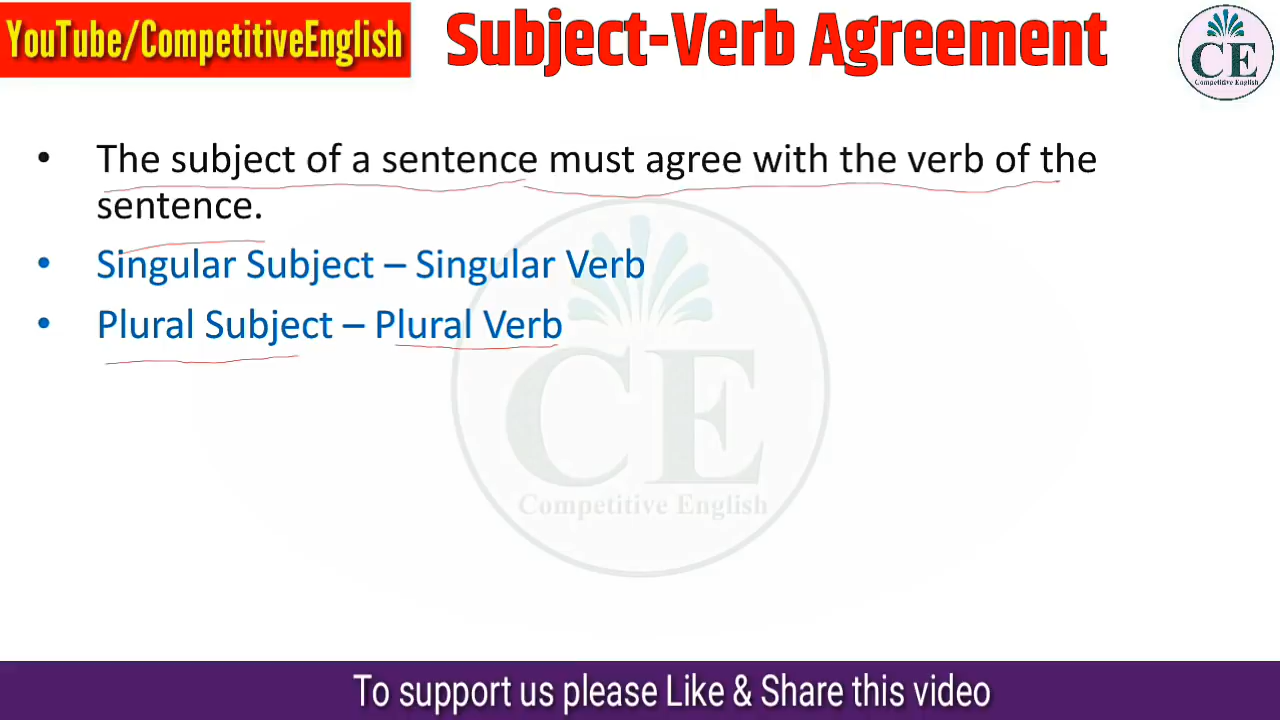 YouTube/CompetitiveEnglish
Subject-Verb Agreement
CE
Competitive English
• The subject of a sentence must agree with the verb of the
sentence.
• Singular Subject – Singular Verb
• Plural Subject – Plural Verb
CE
Competitive English
To support us please Like & Share this video